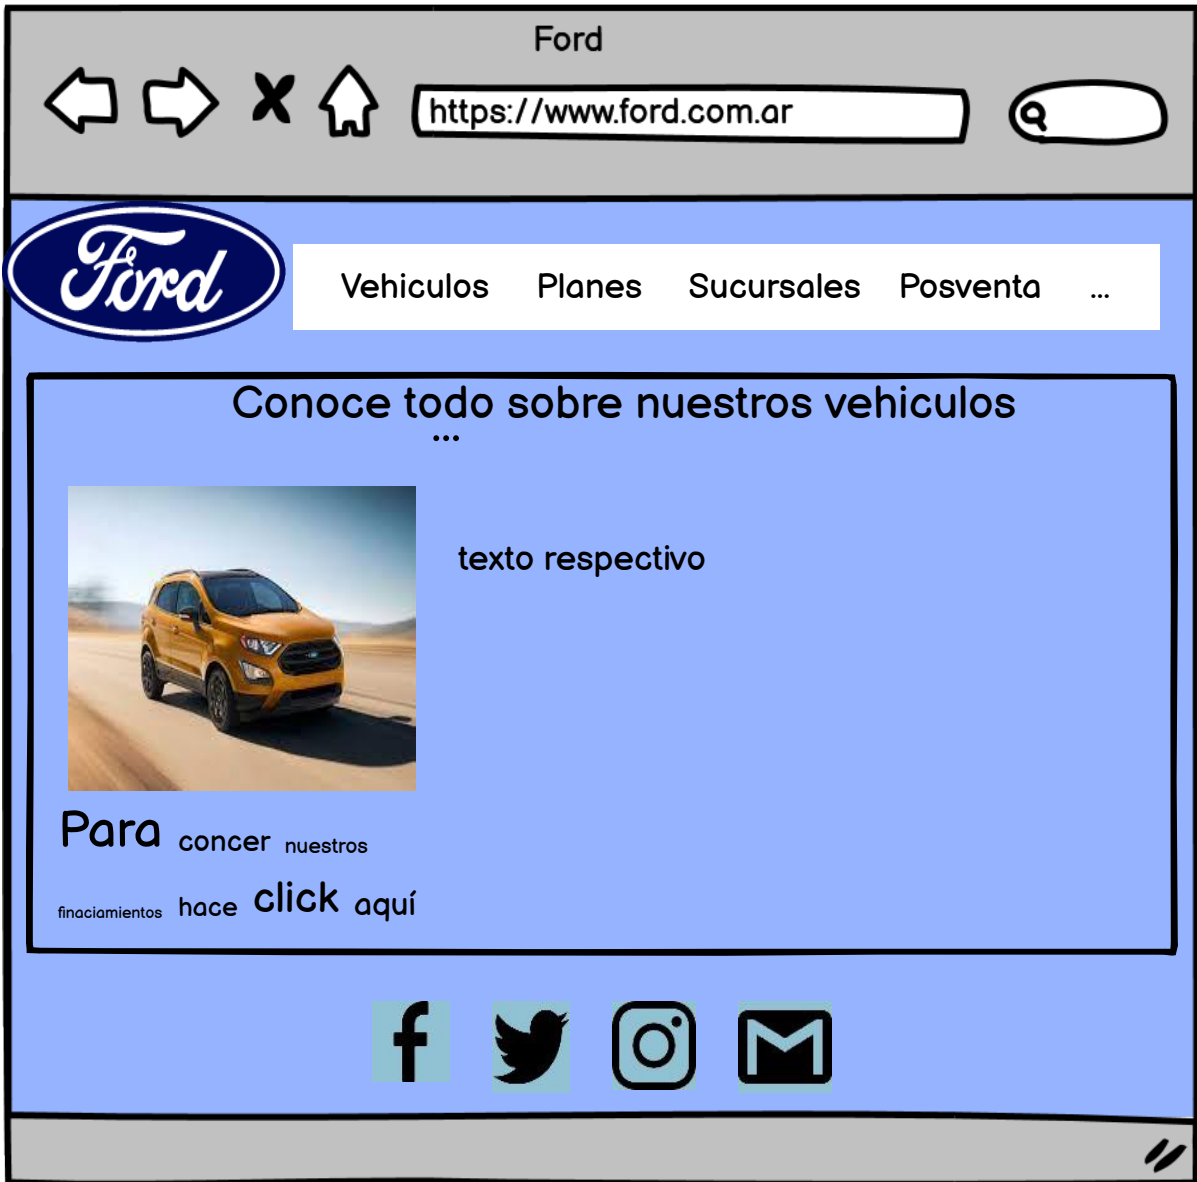 Ford
https://www.ford.com.ar
Ford
Vehiculos Planes Sucursales Posventa ...
Conoce todo sobre nuestros vehiculos
...
texto respectivo
Para concer nuestros
finaciamientos hace click aquí